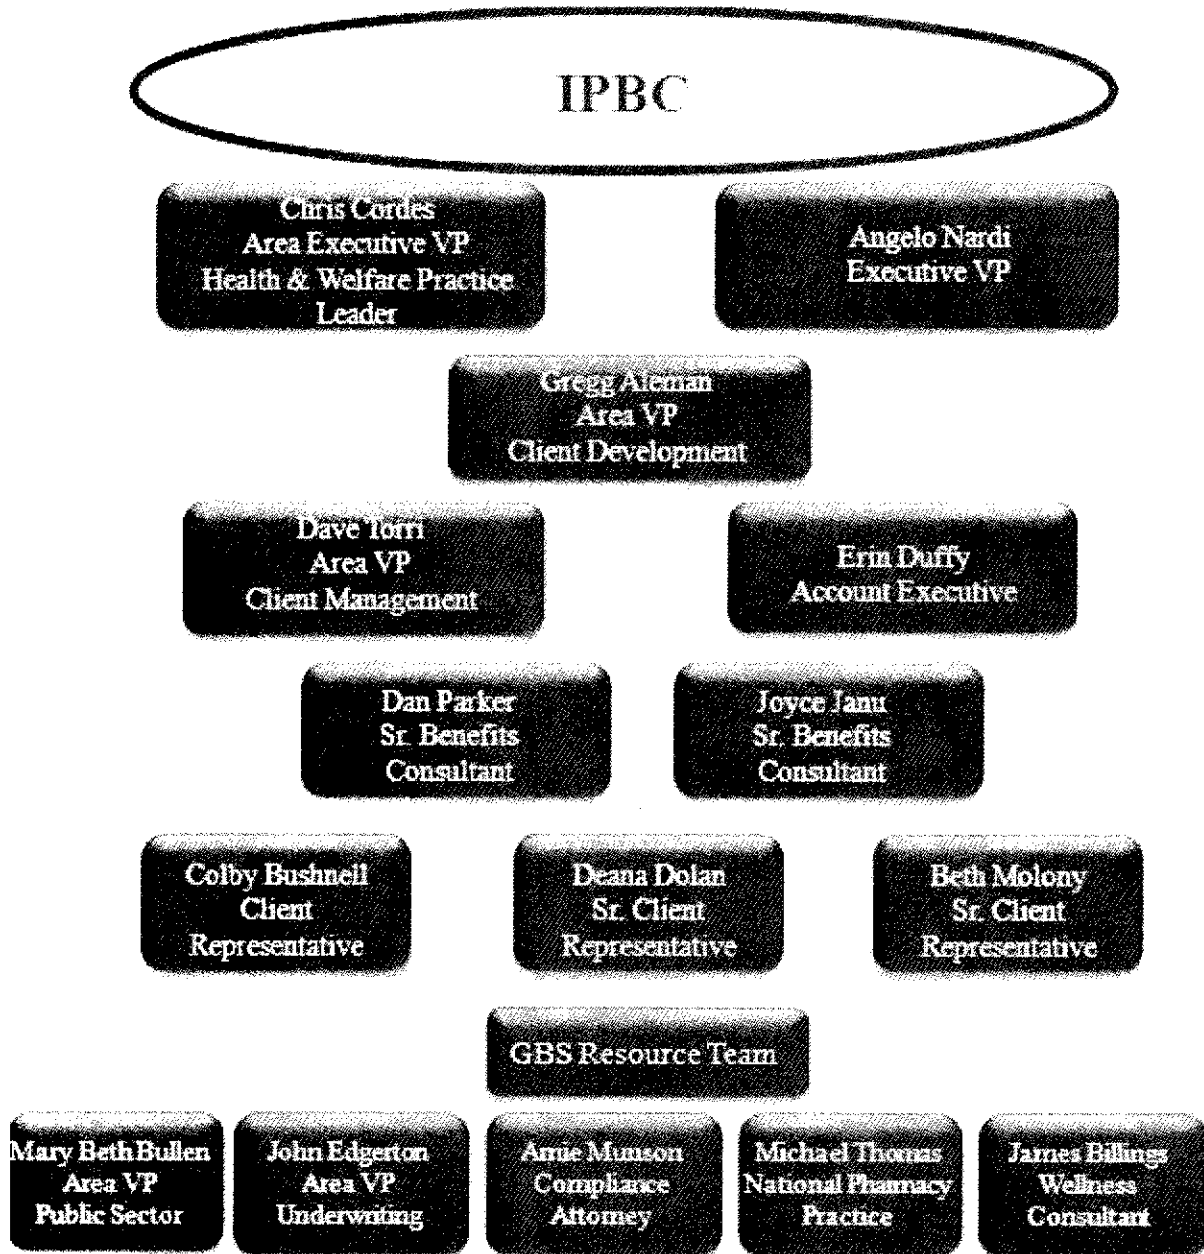 IPBC
Chris Cordes
Area Executive VP
Health & Welfare Practice
Leader
Angelo Nardi
Executive VP
Gregg Aleman
Area VP
Client Development
Dave Torri
Area VP
Client Management
Erin Duffy
Account Executive
Dan Parker
Sr. Benefits
Consultant
Joyce Janu
Sr. Benefits
Consultant
Colby Bushnell
Client
Representative
Deana Dolan
Sr. Client
Representative
Beth Molony
Sr. Client
Representative
GBS Resource Team
Mary Beth Bullen
Area VP
Public Sector
John Edgerton
Area VP
Underwriting
Amie Munson
Compliance
Attorney
Michael Thomas
National Pharmacy
Practice
James Billings
Wellness
Consultant